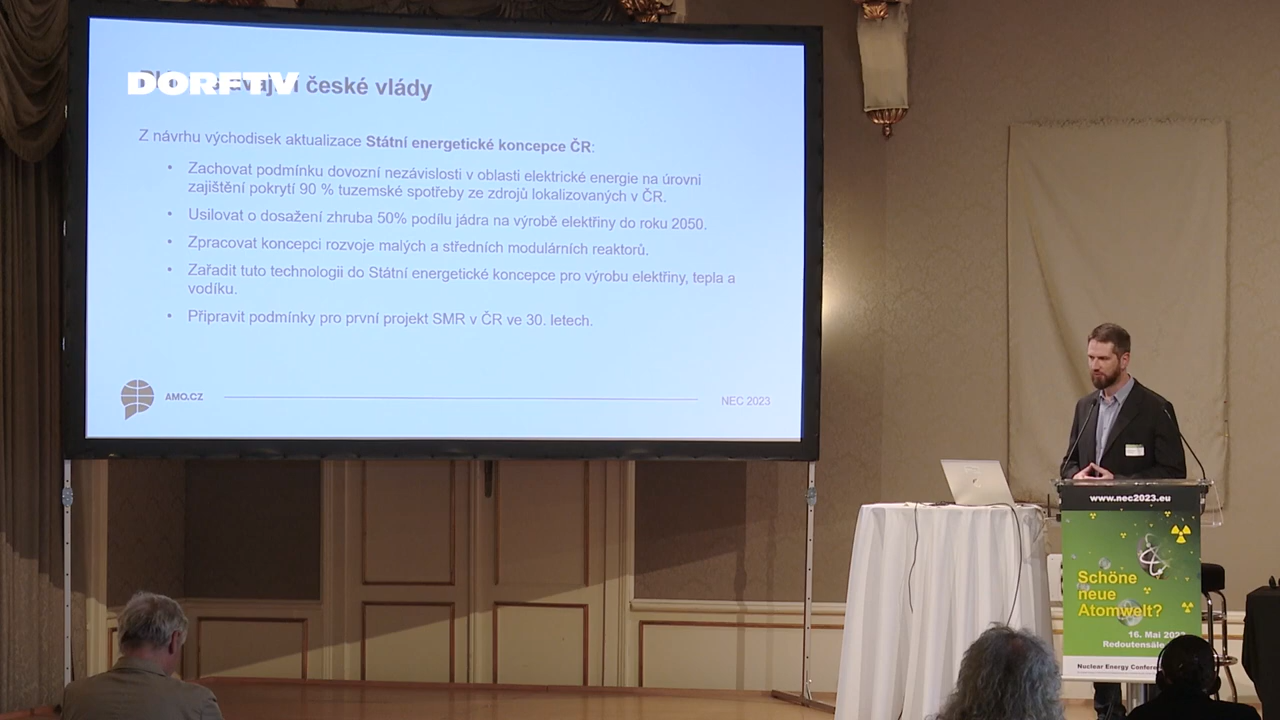 DORFTV
české vlády
Z návrhu východisek aktualizace Státní energetické koncepce ČR:
• Zachovat podmínku dovozní nezávislosti v oblasti elektrické energie na úrovni
zajištění pokrytí 90 % tuzemské spotřeby ze zdrojů lokalizovaných v ČR.
• Usilovat o dosažení zhruba 50% podílu jádra na výrobě elektřiny do roku 2050.
• Zpracovat koncepci rozvoje malých a středních modulárních reaktorů.
• Zařadit tuto technologii do Státní energetické koncepce pro výrobu elektřiny, tepla a
vodíku.
• Připravit podmínky pro první projekt SMR v ČR ve 30. letech.
AMO.CZ
NEC 2023
www.nec2023.eu
Schöne
neue
Atomwelt?
16. Mai 2023
Nuclear Energy